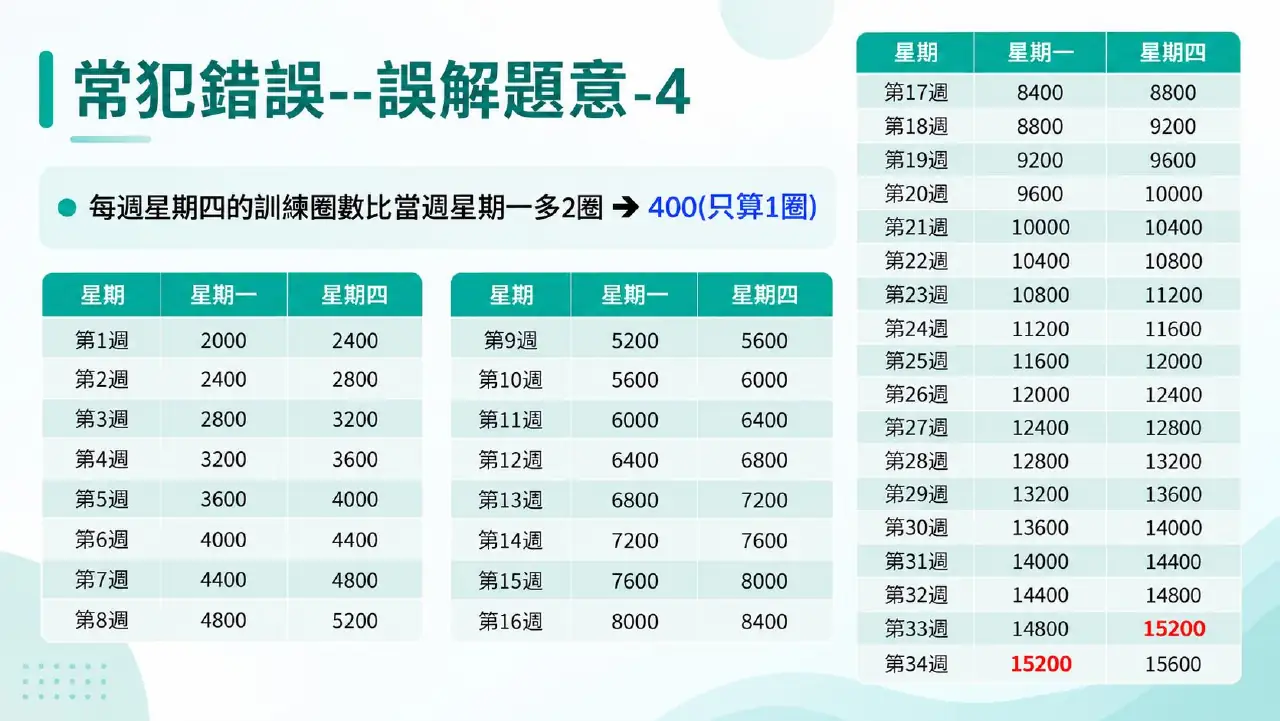 常犯錯誤--誤解題意-4
每週星期四的訓練圈數比當週星期一多2圈 → 400(只算1圈)
星期 星期一 星期四
第1週 2000 2400
第2週 2400 2800
第3週 2800 3200
第4週 3200 3600
第5週 3600 4000
第6週 4000 4400
第7週 4400 4800
第8週 4800 5200
星期 星期一 星期四
第9週 5200 5600
第10週 5600 6000
第11週 6000 6400
第12週 6400 6800
第13週 6800 7200
第14週 7200 7600
第15週 7600 8000
第16週 8000 8400
星期 星期一 星期四
第17週 8400 8800
第18週 8800 9200
第19週 9200 9600
第20週 9600 10000
第21週 10000 10400
第22週 10400 10800
第23週 10800 11200
第24週 11200 11600
第25週 11600 12000
第26週 12000 12400
第27週 12400 12800
第28週 12800 13200
第29週 13200 13600
第30週 13600 14000
第31週 14000 14400
第32週 14400 14800
第33週 14800 15200
第34週 15200 15600